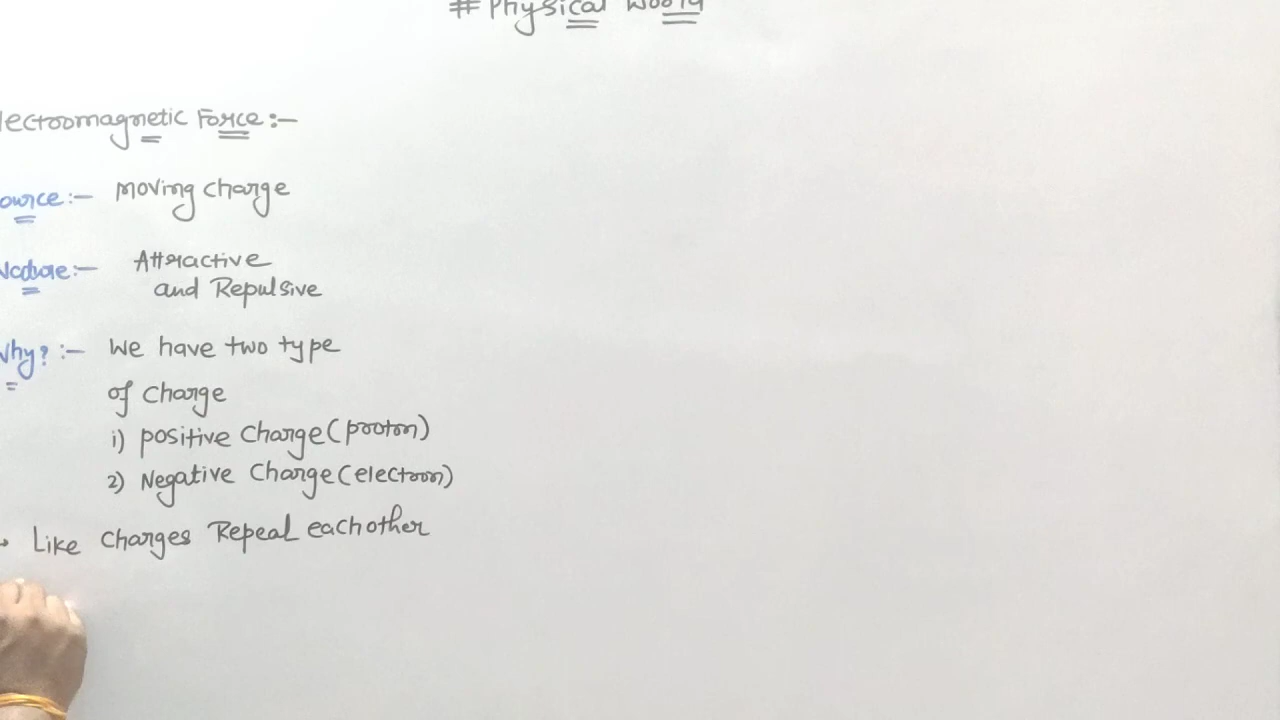 # Physical World
lectromagnetic Force:-
ource:- moving charge
Nature:- Attractive
and Repulsive
Why? :- We have two type
of charge
i) positive charge (proton)
2) Negative charge (electron)
Like charges Repeal eachother